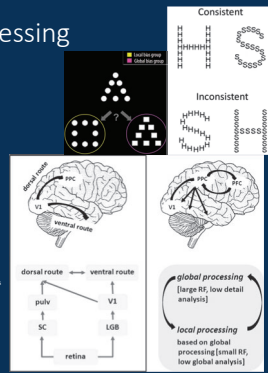 cessing
Consistent
Local bias group
Global bias group
?
Inconsistent
dorsal route
PPC
V1
ventral route
PPC
PFC
V1
dorsal route
ventral route
pulv
V1
SC
LGB
retina
global processing
[large RF, low detail
analysis]
local processing
based on global
processing [small RF,
low global analysis]